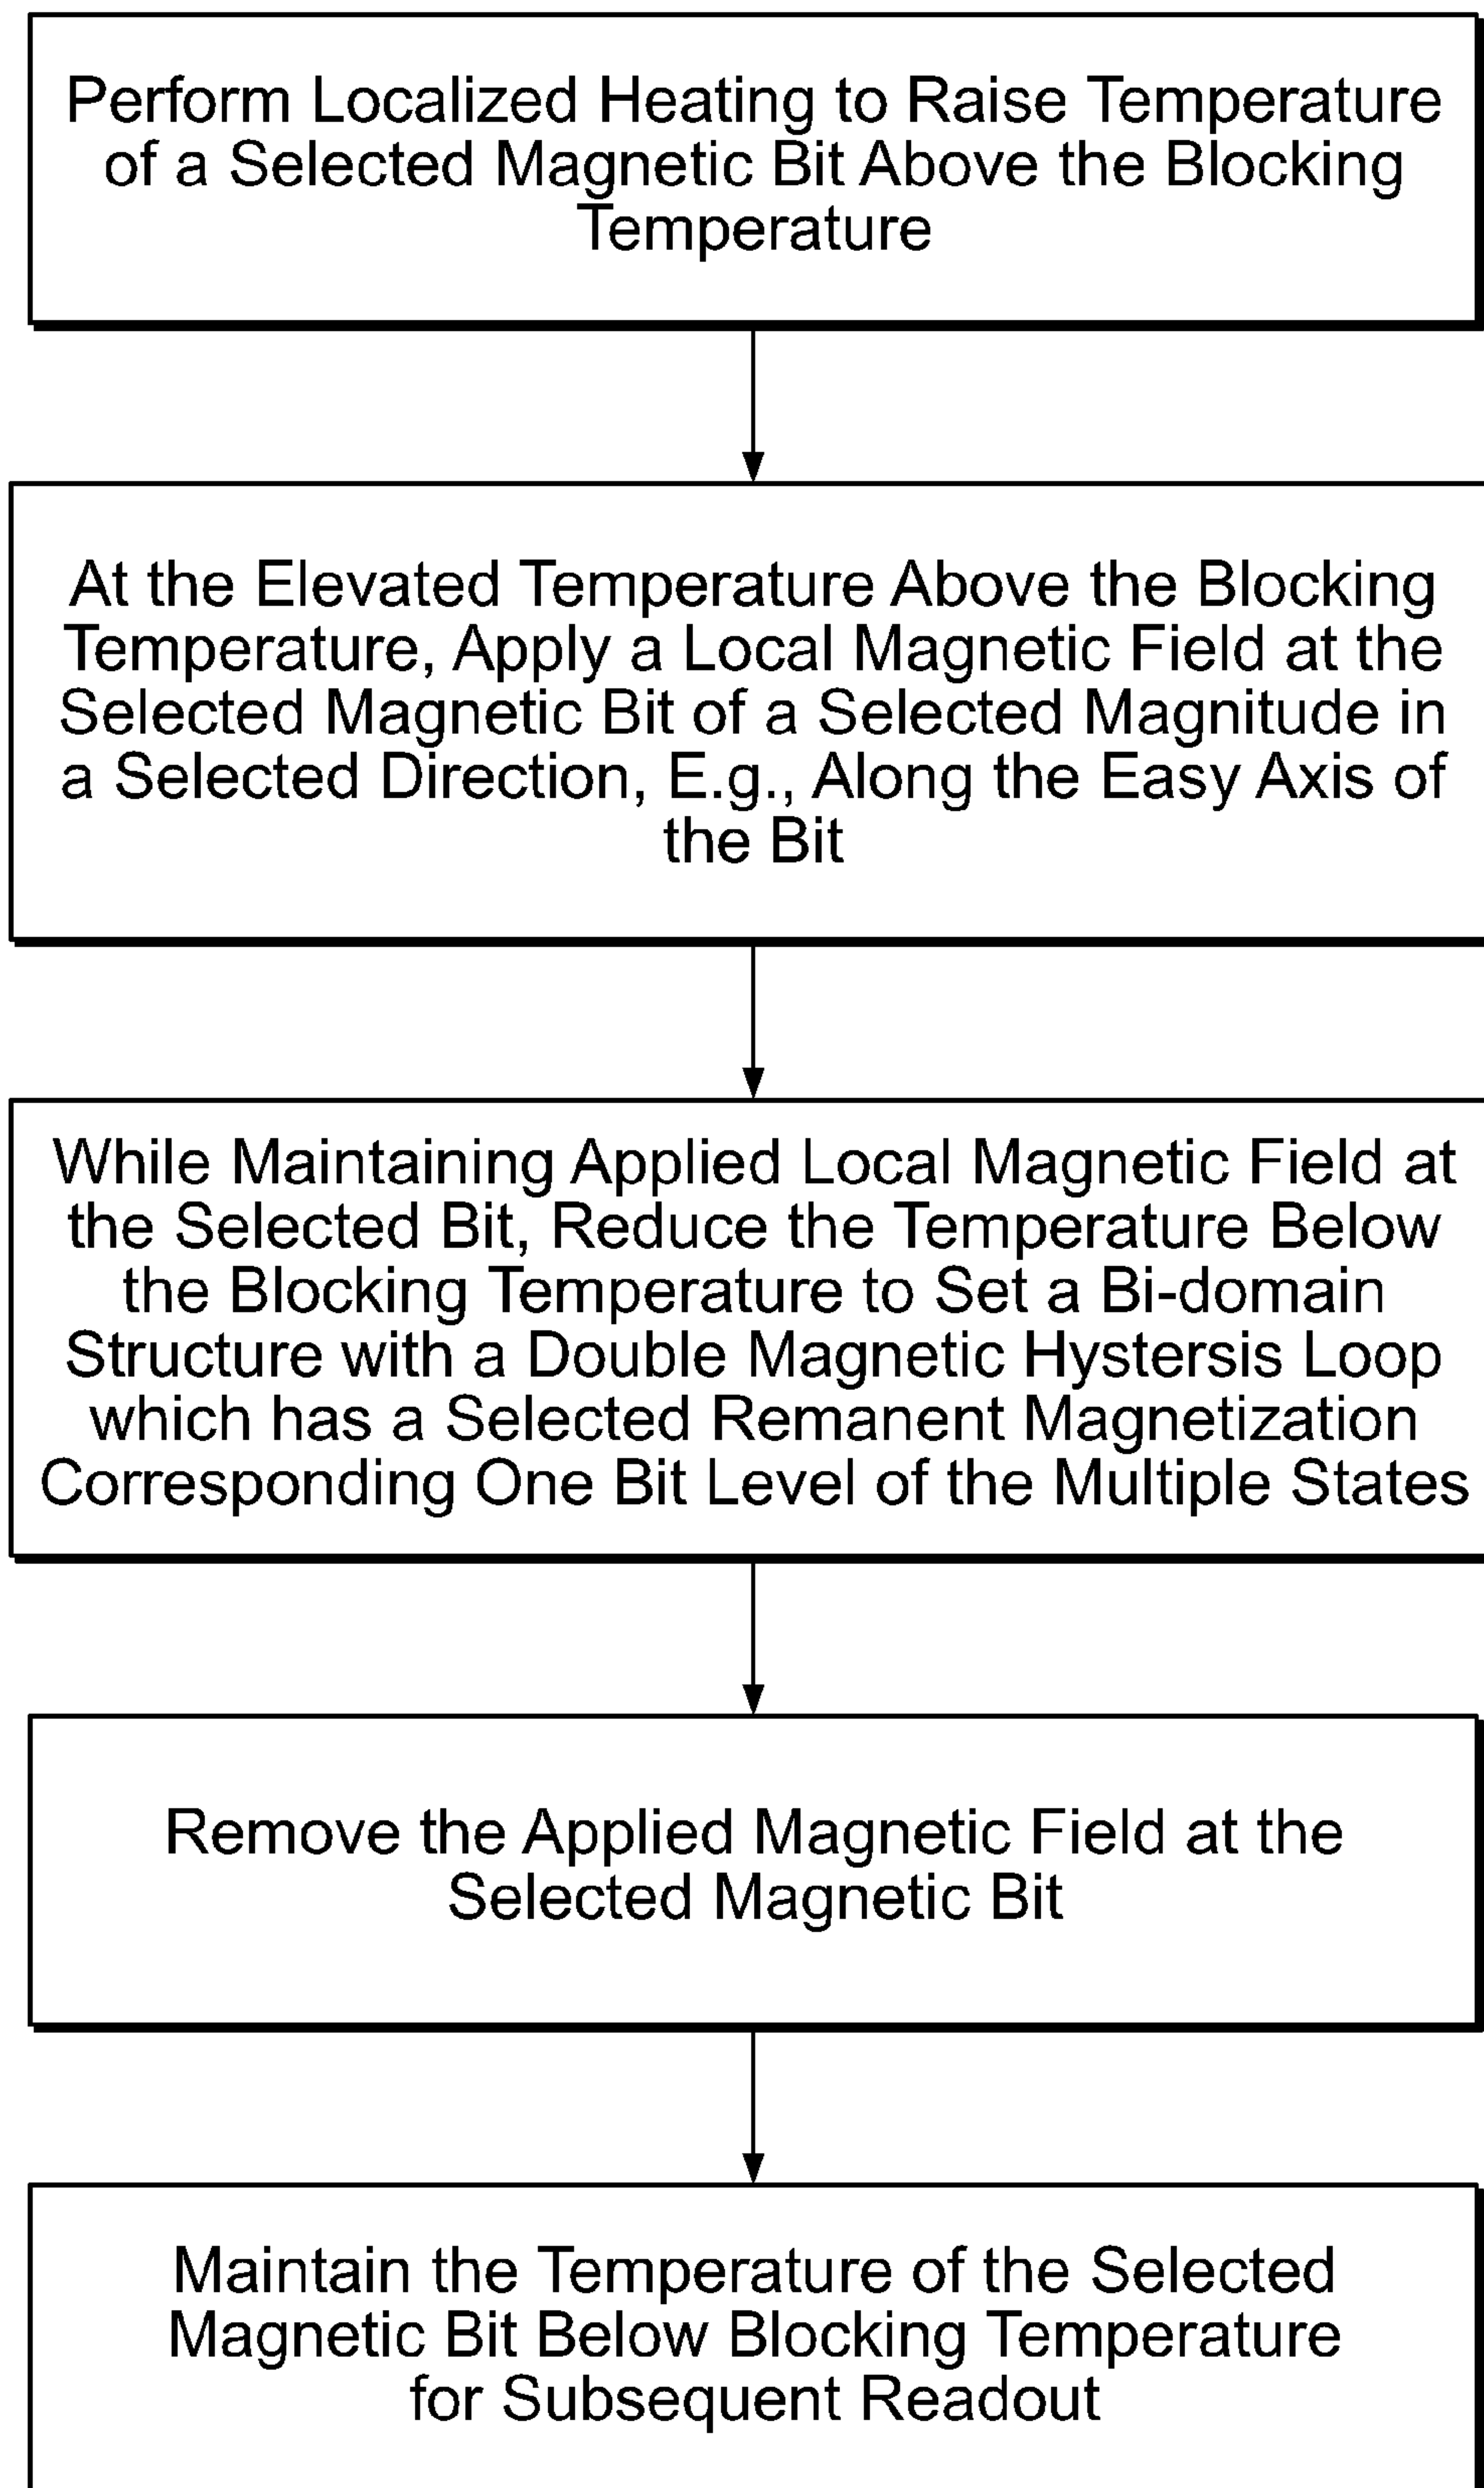 Perform Localized Heating to Raise Temperature
of a Selected Magnetic Bit Above the Blocking
Temperature
At the Elevated Temperature Above the Blocking
Temperature, Apply a Local Magnetic Field at the
Selected Magnetic Bit of a Selected Magnitude in
a Selected Direction, E.g., Along the Easy Axis of
the Bit
While Maintaining Applied Local Magnetic Field at
the Selected Bit, Reduce the Temperature Below
the Blocking Temperature to Set a Bi-domain
Structure with a Double Magnetic Hystersis Loop
which has a Selected Remanent Magnetization
Corresponding One Bit Level of the Multiple States
Remove the Applied Magnetic Field at the
Selected Magnetic Bit
Maintain the Temperature of the Selected
Magnetic Bit Below Blocking Temperature
for Subsequent Readout